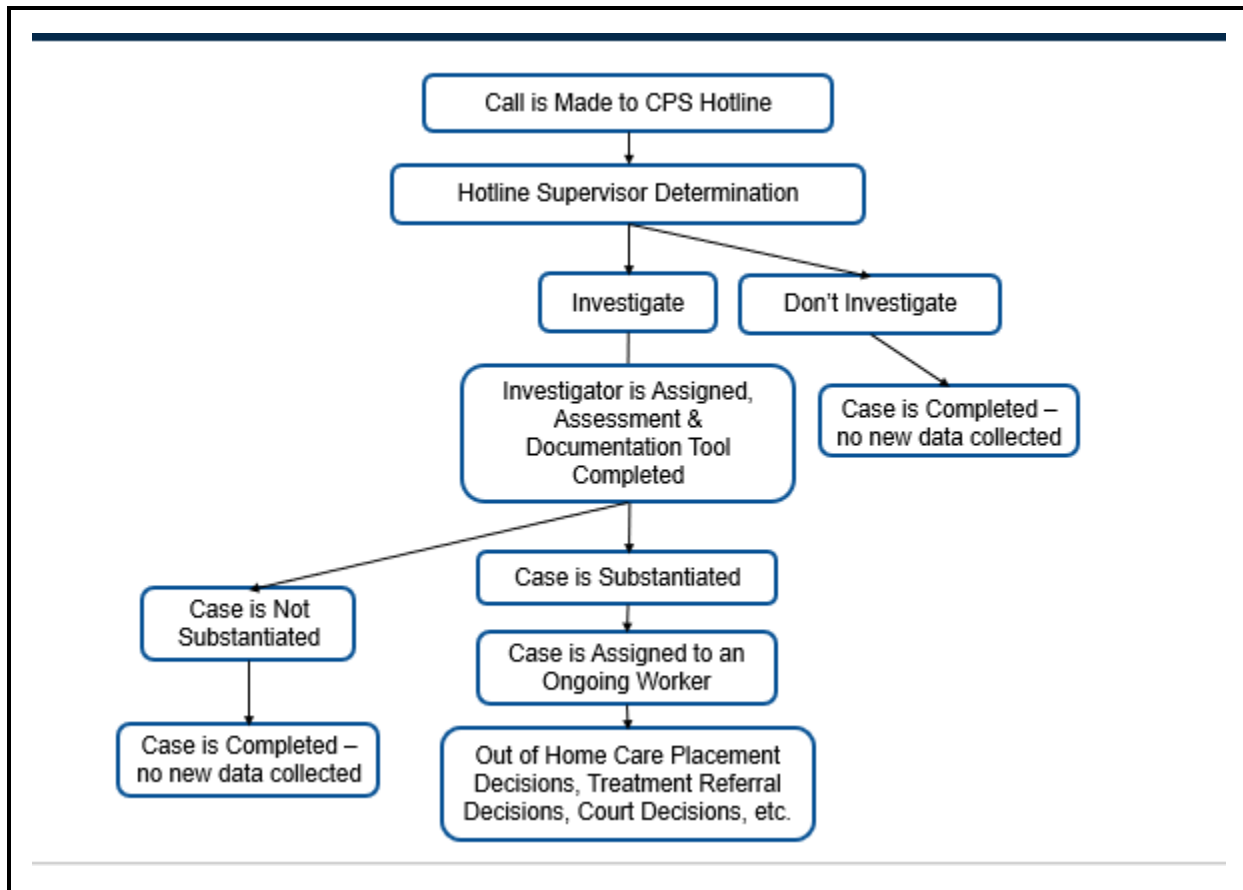 Call is Made to CPS Hotline
Hotline Supervisor Determination
Investigate
Don’t Investigate
Investigator is Assigned,
Assessment &
Documentation Tool
Completed
Case is Completed –
no new data collected
Case is Substantiated
Case is Not
Substantiated
Case is Assigned to an
Ongoing Worker
Case is Completed –
no new data collected
Out of Home Care Placement
Decisions, Treatment Referral
Decisions, Court Decisions, etc.